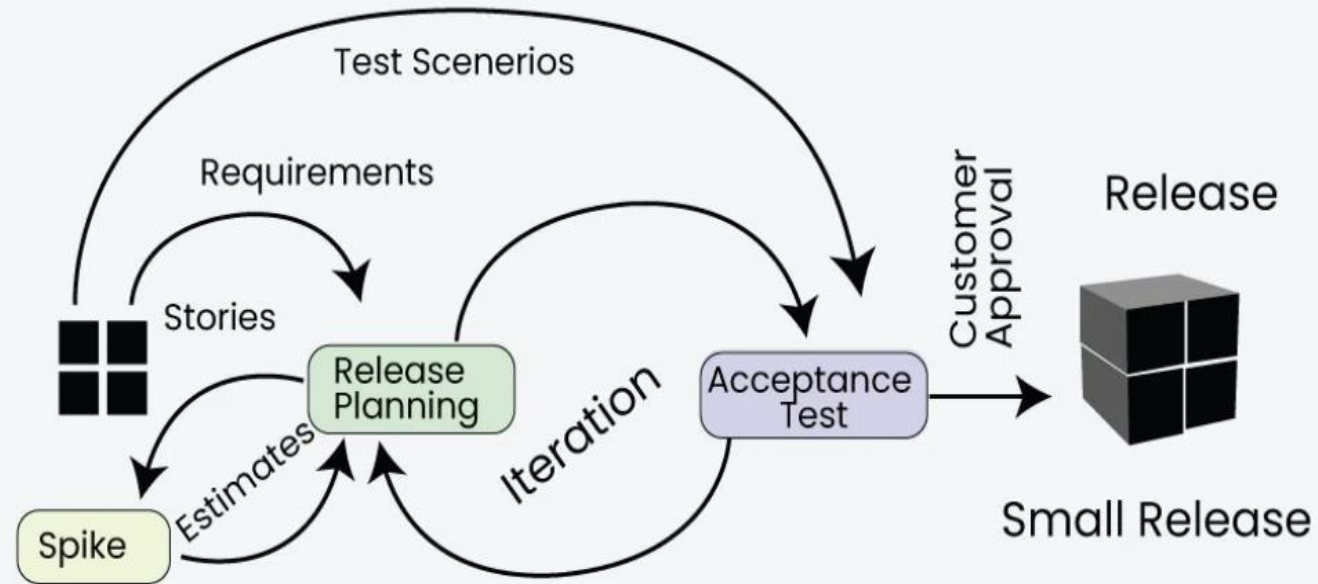 Test Scenerios
Requirements
Customer
Approval
Release
Stories
Release
Planning
Iteration
Acceptance
Test
Estimates
Spike
Small Release